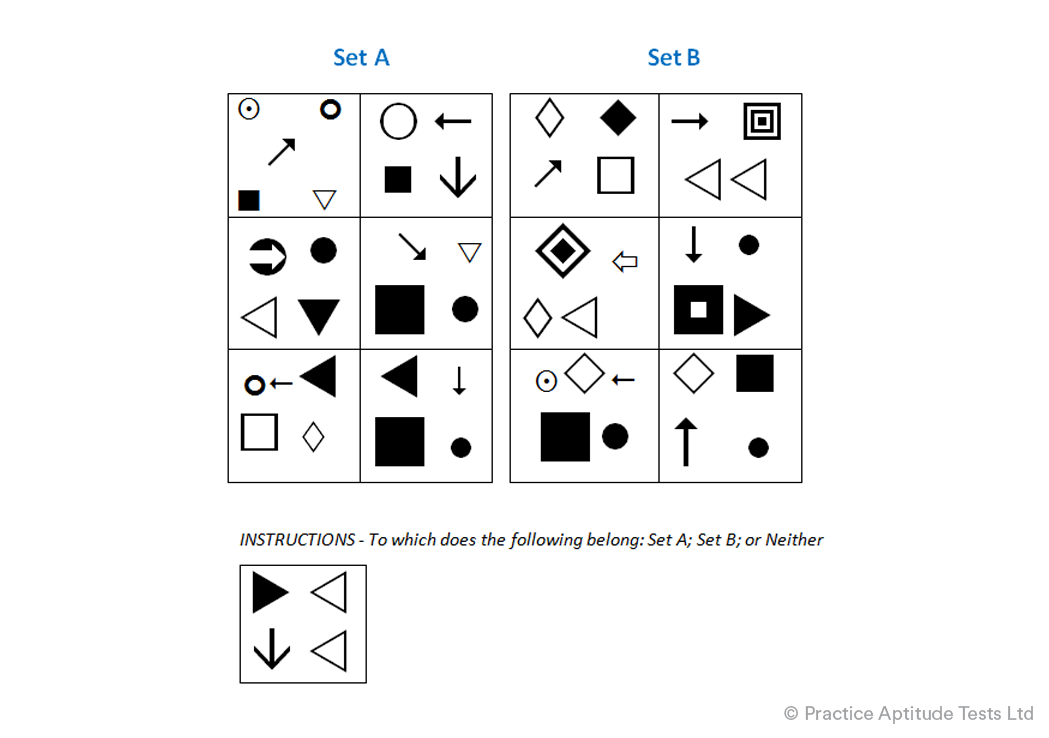 Set A
Set B
INSTRUCTIONS - To which does the following belong: Set A; Set B; or Neither
© Practice Aptitude Tests Ltd